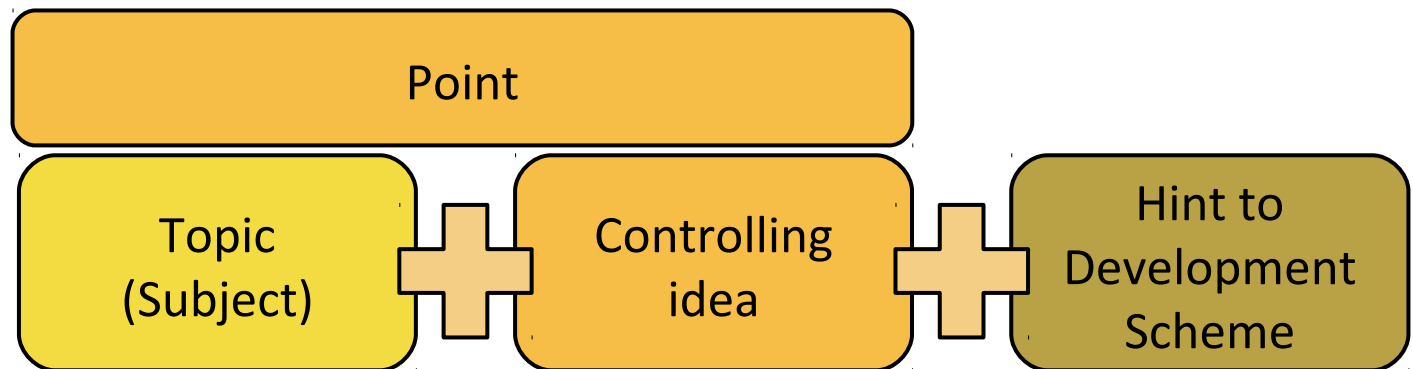 Point
Topic
(Subject)
Controlling
idea
Hint to
Development
Scheme